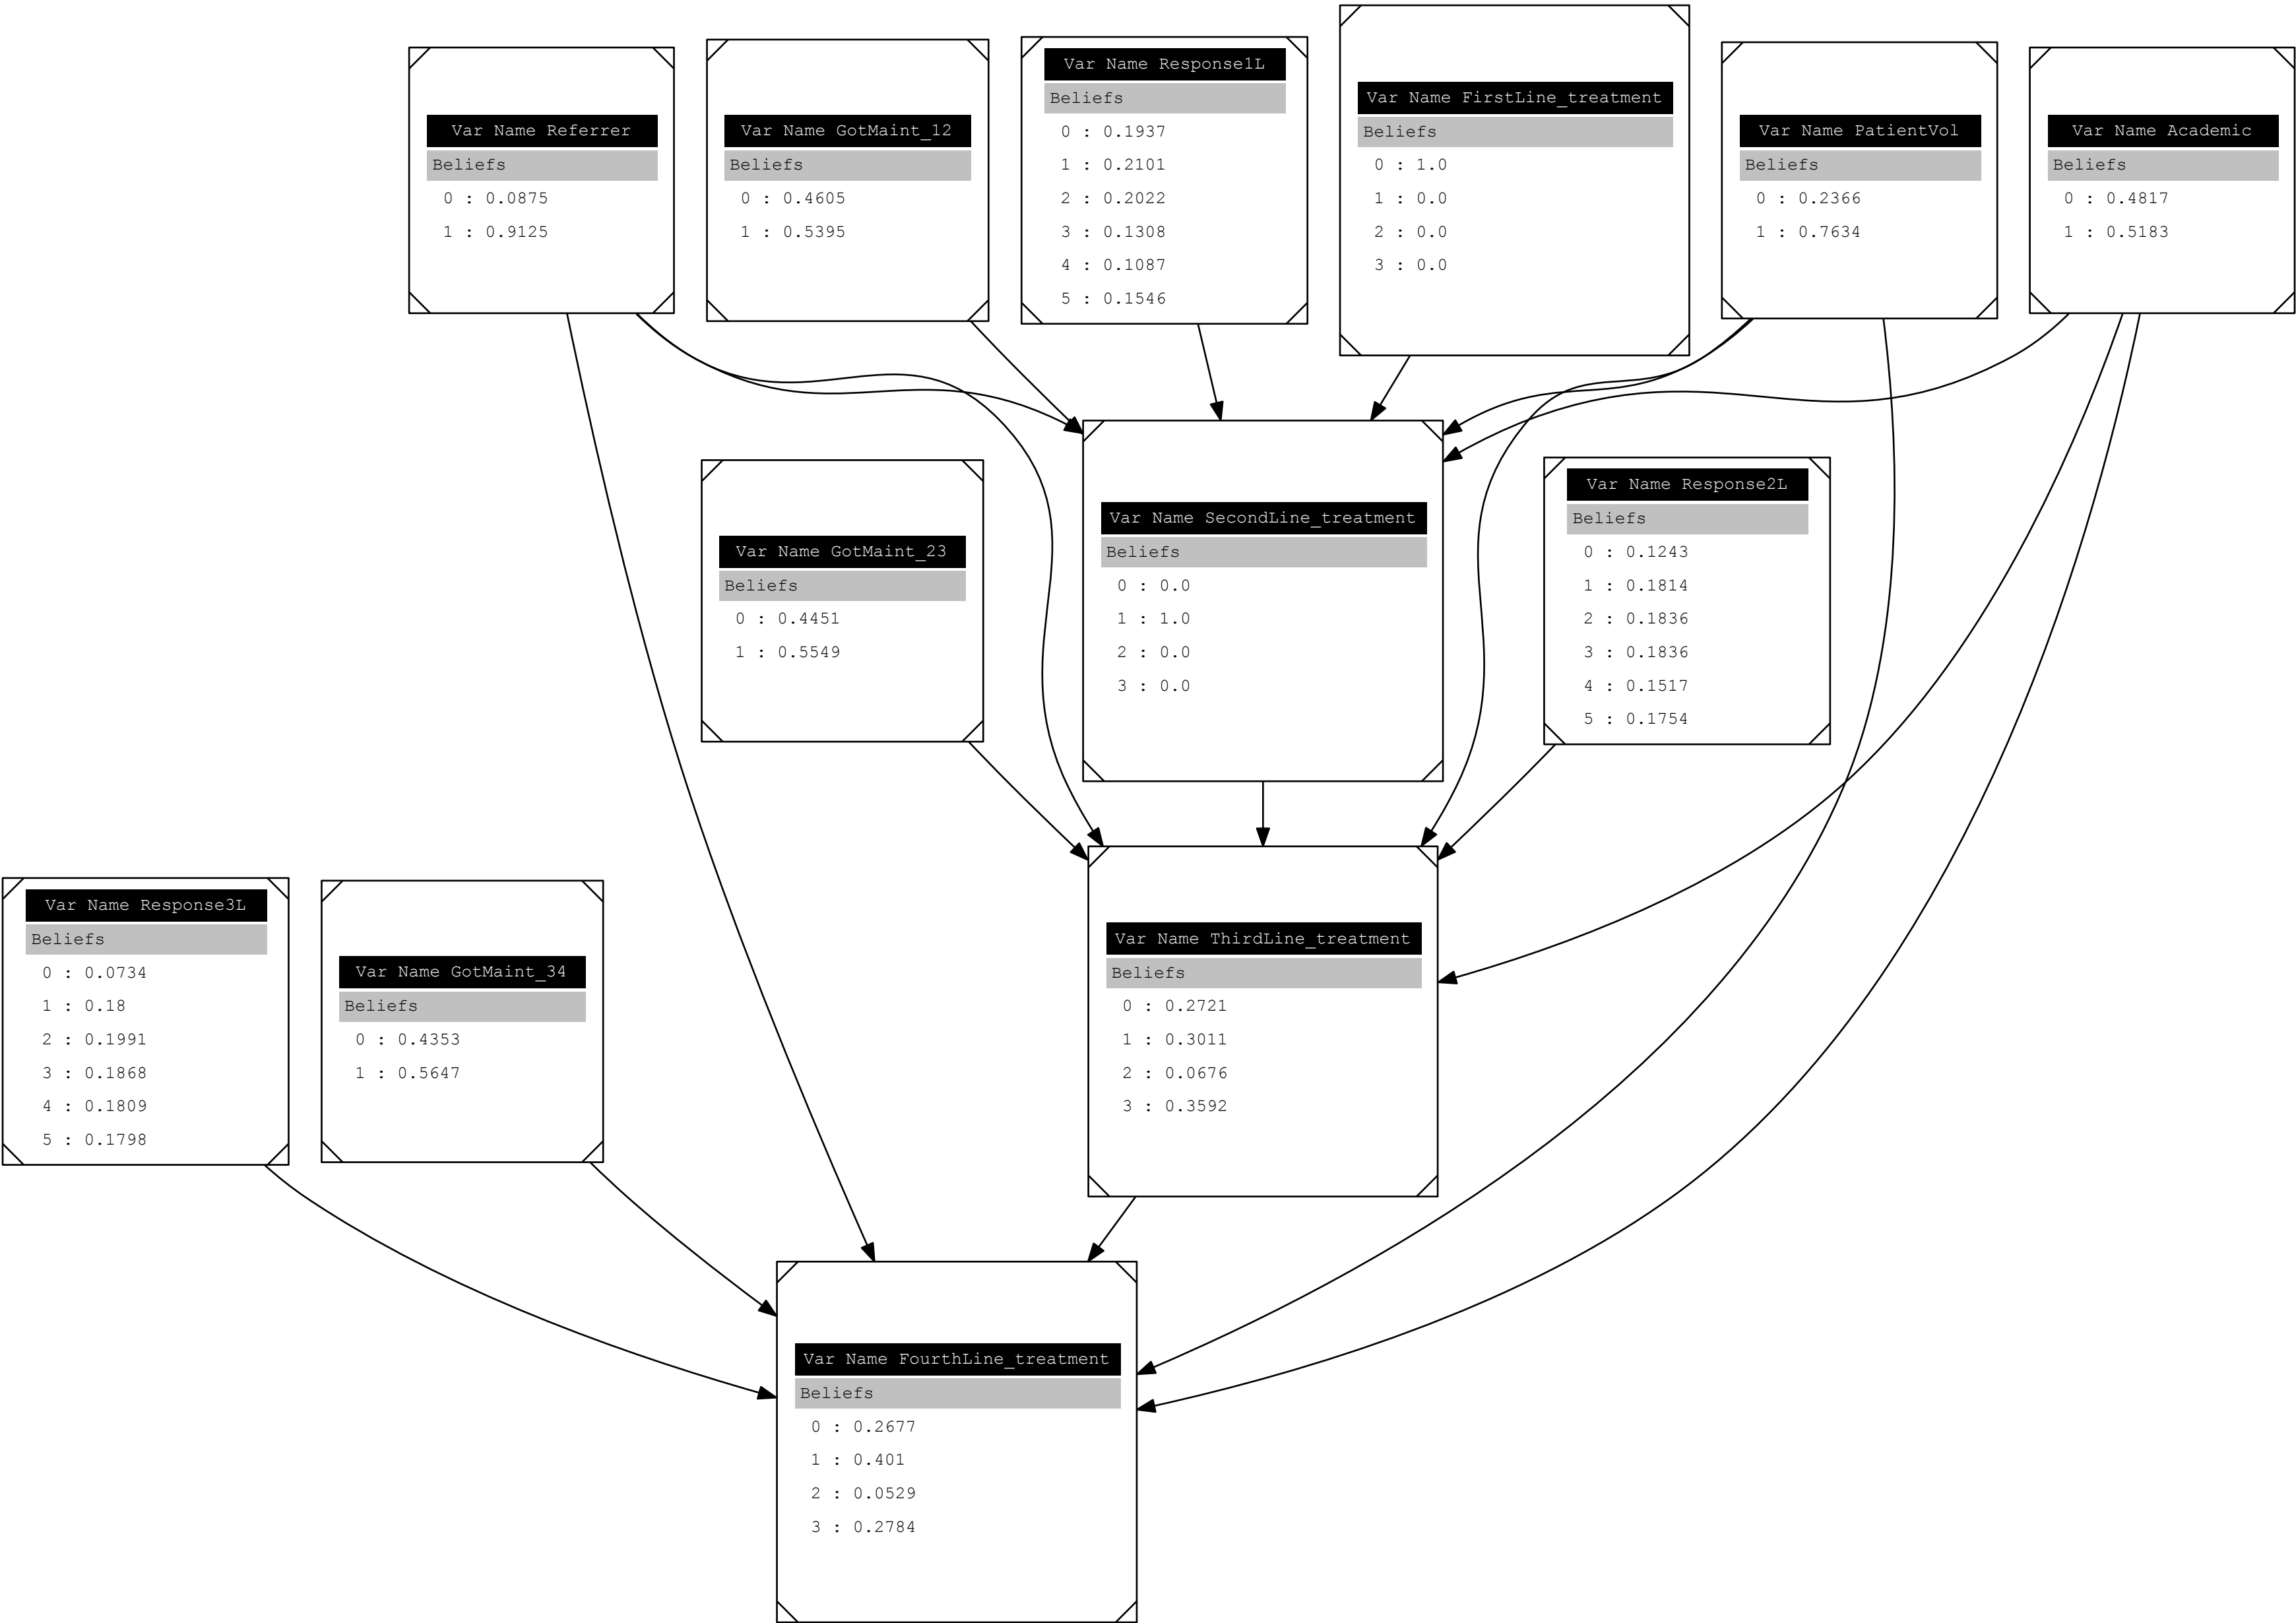 Var Name Referrer
Beliefs
0 : 0.0875
1 : 0.9125
Var Name GotMaint_12
Beliefs
0 : 0.4605
1 : 0.5395
Var Name Response1L
Beliefs
0 : 0.1937
1 : 0.2101
2 : 0.2022
3 : 0.1308
4 : 0.1087
5 : 0.1546
Var Name FirstLine_treatment
Beliefs
0 : 1.0
1 : 0.0
2 : 0.0
3 : 0.0
Var Name PatientVol
Beliefs
0 : 0.2366
1 : 0.7634
Var Name Academic
Beliefs
0 : 0.4817
1 : 0.5183
Var Name GotMaint_23
Beliefs
0 : 0.4451
1 : 0.5549
Var Name SecondLine_treatment
Beliefs
0 : 0.0
1 : 1.0
2 : 0.0
3 : 0.0
Var Name Response2L
Beliefs
0 : 0.1243
1 : 0.1814
2 : 0.1836
3 : 0.1836
4 : 0.1517
5 : 0.1754
Var Name Response3L
Beliefs
0 : 0.0734
1 : 0.18
2 : 0.1991
3 : 0.1868
4 : 0.1809
5 : 0.1798
Var Name GotMaint_34
Beliefs
0 : 0.4353
1 : 0.5647
Var Name ThirdLine_treatment
Beliefs
0 : 0.2721
1 : 0.3011
2 : 0.0676
3 : 0.3592
Var Name FourthLine_treatment
Beliefs
0 : 0.2677
1 : 0.401
2 : 0.0529
3 : 0.2784